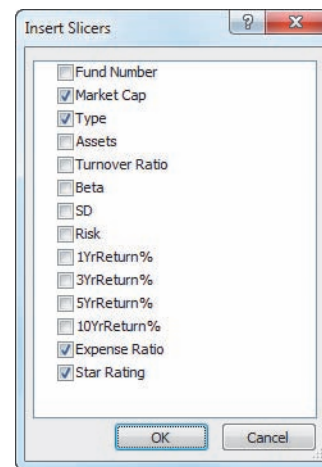 Insert Slicers
Fund Number
Market Cap
Type
Assets
Turnover Ratio
Beta
SD
Risk
1YrReturn%
3YrReturn%
5YrReturn%
10YrReturn%
Expense Ratio
Star Rating
OK
Cancel